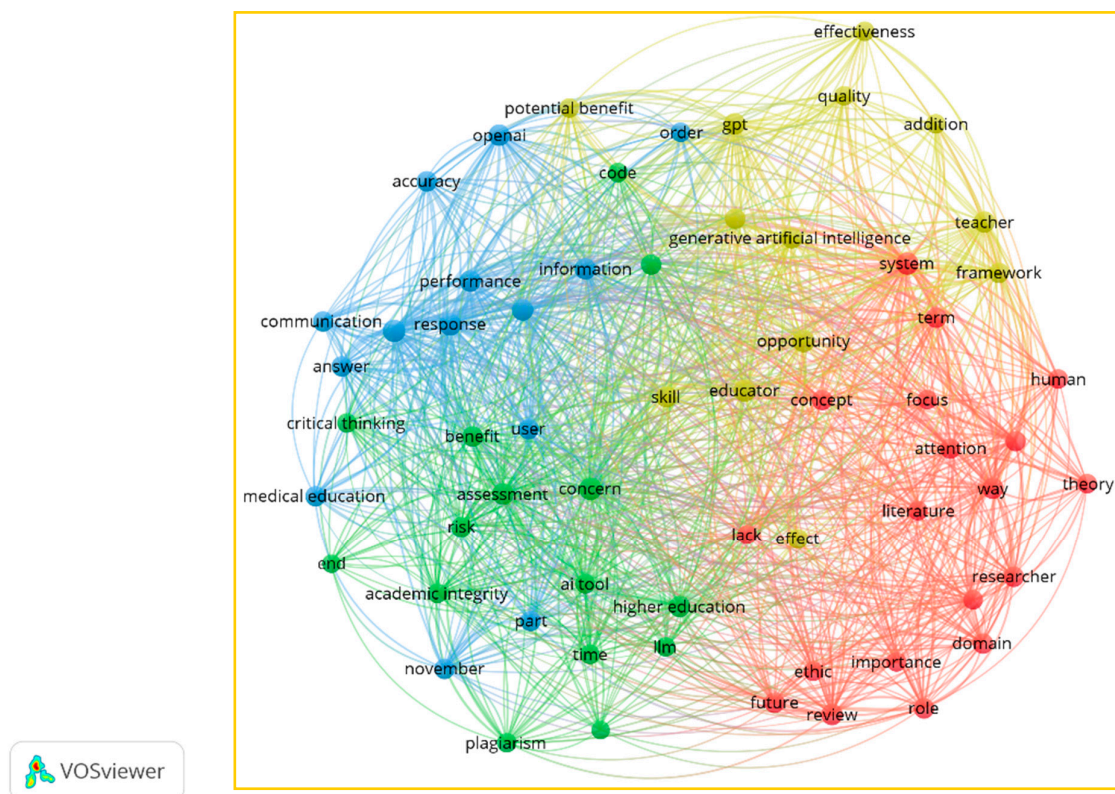 effectiveness
quality
potential benefit
gpt
addition
openai
order
code
accuracy
teacher
generative artificial intelligence
system
framework
information
performance
communication
response
term
opportunity
answer
human
skill
educator
concept
focus
critical thinking
benefit
user
attention
medical education
assessment
concern
way
theory
literature
risk
lack
effect
end
academic integrity
ai tool
researcher
higher education
part
time
llm
domain
november
ethic
importance
future
review
role
plagiarism
VOSviewer